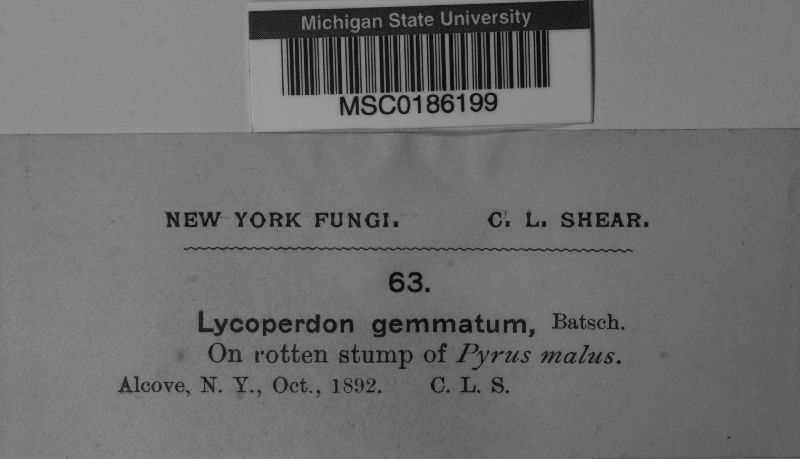 Michigan State University
MSC0186199
NEW YORK FUNGI. C. L. SHEAR.
63.
Lycoperdon gemmatum, Batsch.
On rotten stump of Pyrus malus.
Alcove, N. Y., Oct., 1892. C. L. S.